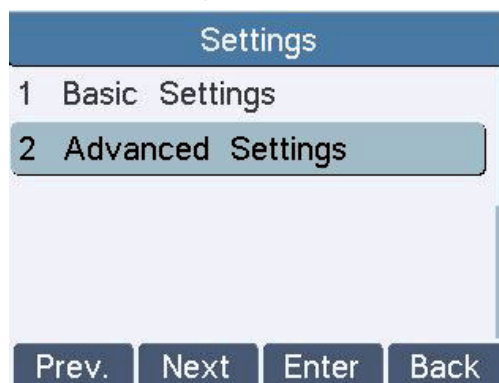 Settings
1 Basic Settings
2 Advanced Settings
Prev. Next Enter Back